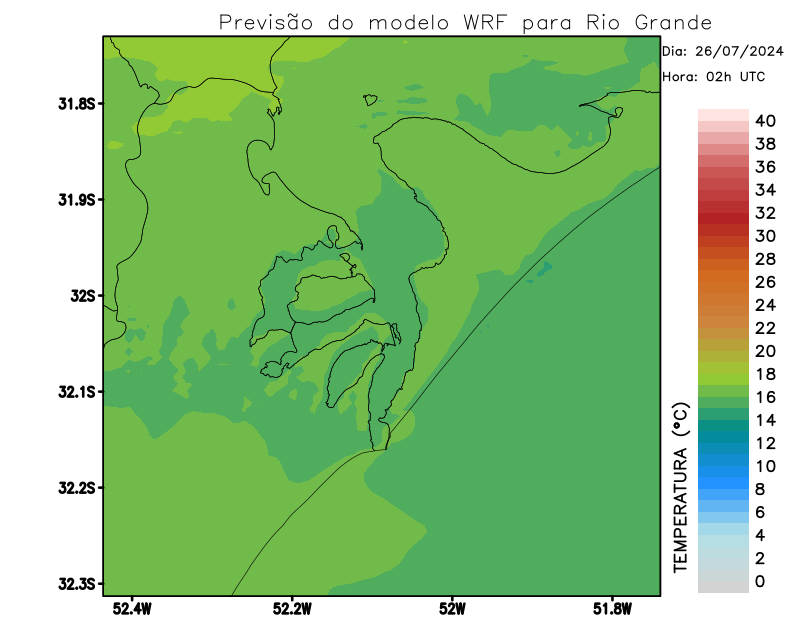 Previsão do modelo WRF para Rio Grande
Dia: 26/07/2024
Hora: 02h UTC
31.8S
31.9S
32S
32.1S
32.2S
32.3S
52.4W
52.2W
52W
51.8W
TEMPERATURA (°C)
40
38
36
34
32
30
28
26
24
22
20
18
16
14
12
10
8
6
4
2
0